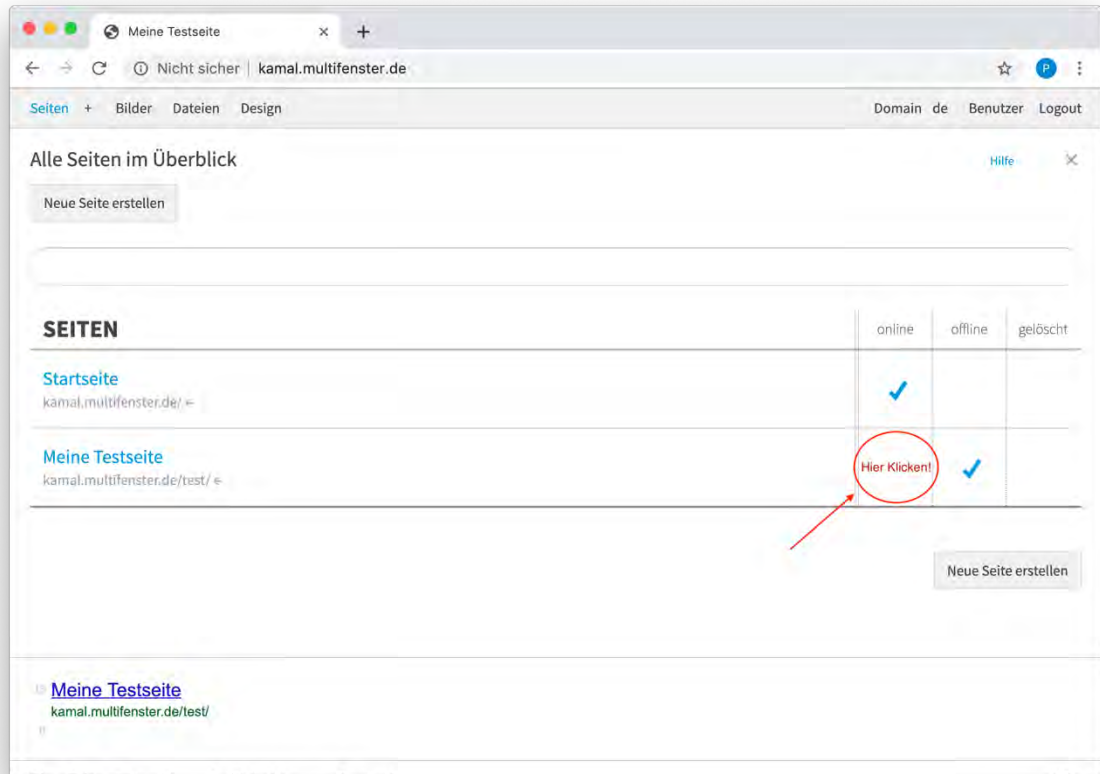 Meine Testseite
Nicht sicher | kamal.multifenster.de
P
Seiten + Bilder Dateien Design Domain de Benutzer Logout
Alle Seiten im Überblick Hilfe
Neue Seite erstellen
SEITEN online offline gelöscht
Startseite
kamal.multifenster.de/ ←
Meine Testseite Hier Klicken!
kamal.multifenster.de/test/ ←
Neue Seite erstellen
Meine Testseite
kamal.multifenster.de/test/